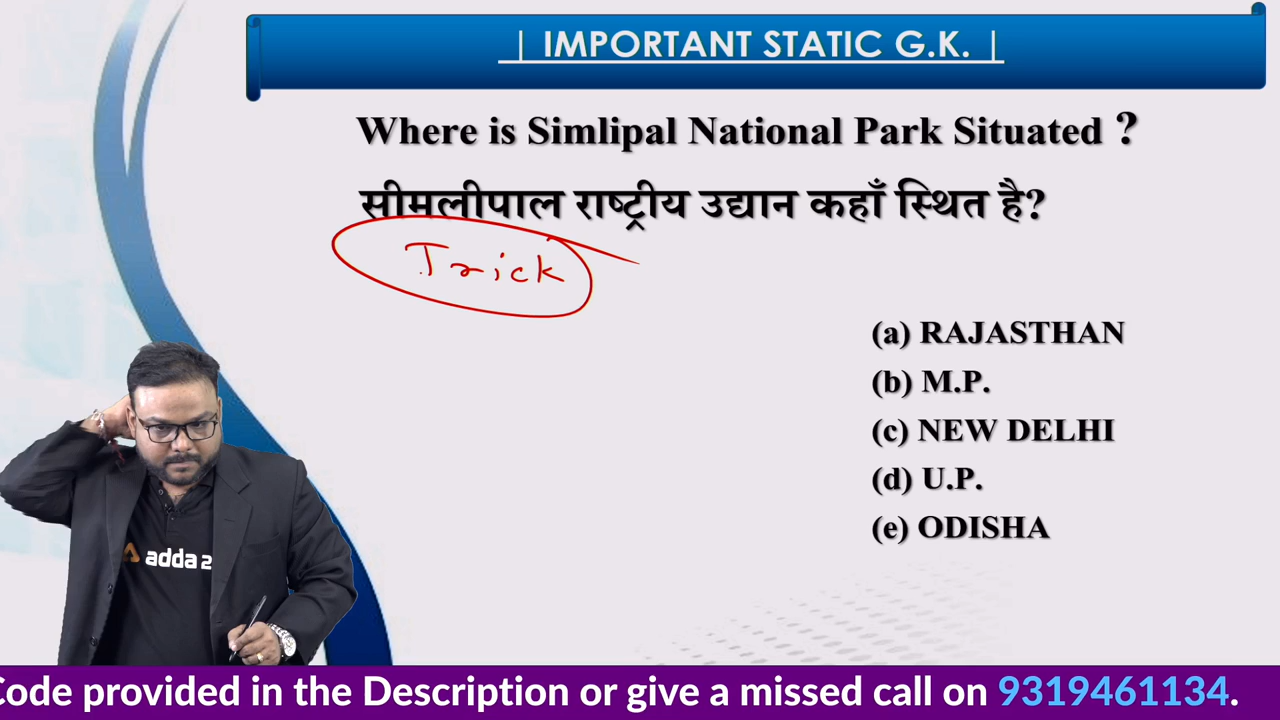 | IMPORTANT STATIC G.K. |
Where is Simlipal National Park Situated ?
सीमलीपाल राष्ट्रीय उद्यान कहाँ स्थित है?
Trick
(a) RAJASTHAN
(b) M.P.
(c) NEW DELHI
(d) U.P.
(e) ODISHA
adda 2
Code provided in the Description or give a missed call on 9319461134.